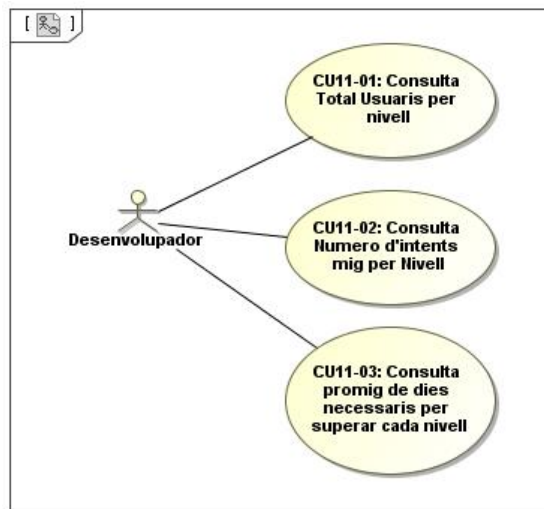 [ ]
CU11-01: Consulta
Total Usuaris per
nivell
Desenvolupador
CU11-02: Consulta
Numero d'intents
mig per Nivell
CU11-03: Consulta
promig de dies
necessaris per
superar cada nivell